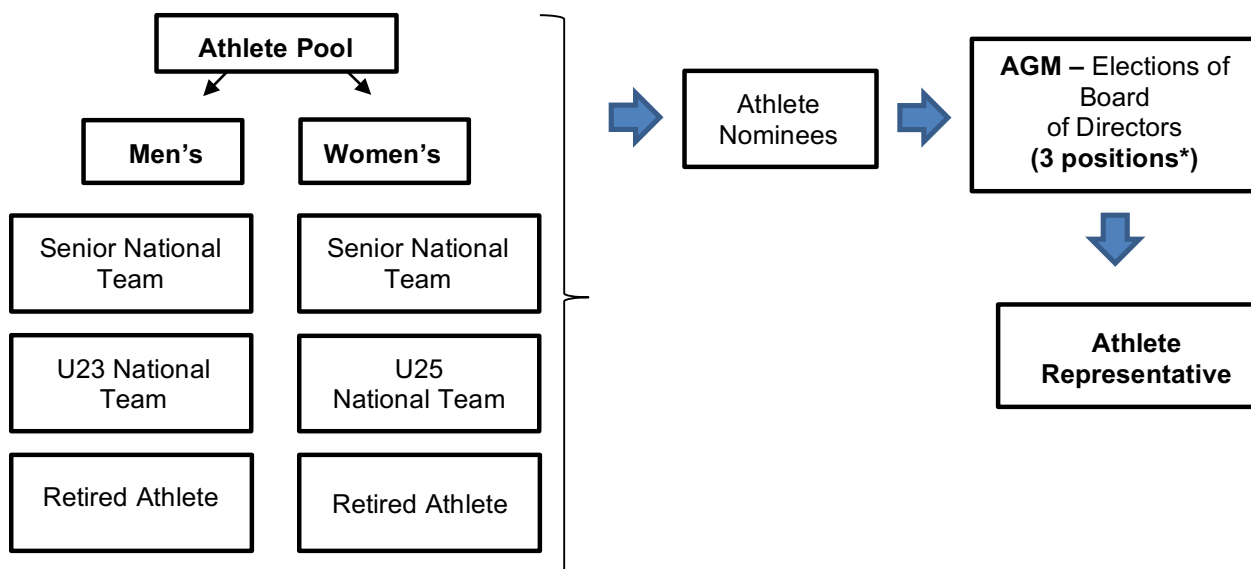 Athlete Pool
Men’s
Women’s
Senior National
Team
Senior National
Team
U23 National
Team
U25
National Team
Retired Athlete
Retired Athlete
Athlete
Nominees
AGM – Elections of
Board
of Directors
(3 positions*)
Athlete
Representative